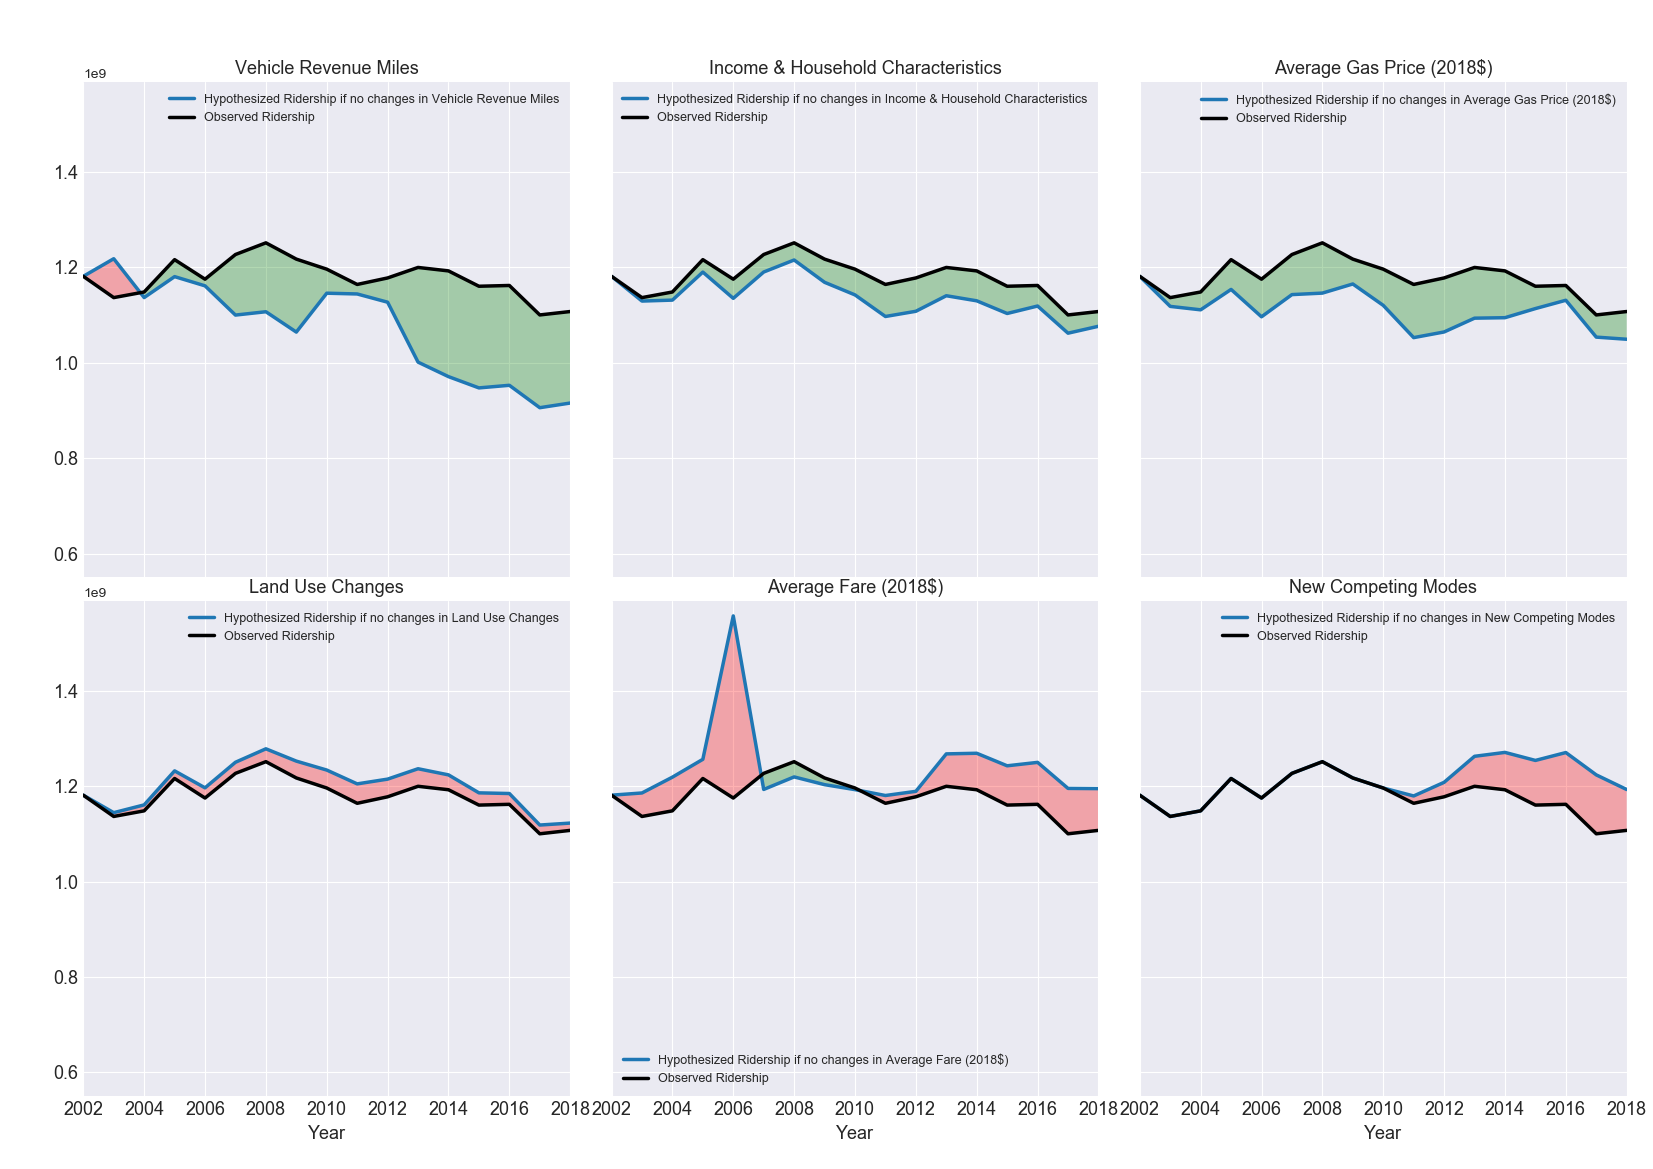 Vehicle Revenue Miles
1e9
Hypothesized Ridership if no changes in Vehicle Revenue Miles
Observed Ridership
1.4
1.2
1.0
0.8
0.6
Income & Household Characteristics
Hypothesized Ridership if no changes in Income & Household Characteristics
Observed Ridership
Average Gas Price (2018$)
Hypothesized Ridership if no changes in Average Gas Price (2018$)
Observed Ridership
Land Use Changes
1e9
Hypothesized Ridership if no changes in Land Use Changes
Observed Ridership
1.4
1.2
1.0
0.8
0.6
2002 2004 2006 2008 2010 2012 2014 2016 2018
Year
Average Fare (2018$)
Hypothesized Ridership if no changes in Average Fare (2018$)
Observed Ridership
2002 2004 2006 2008 2010 2012 2014 2016 2018
Year
New Competing Modes
Hypothesized Ridership if no changes in New Competing Modes
Observed Ridership
2002 2004 2006 2008 2010 2012 2014 2016 2018
Year